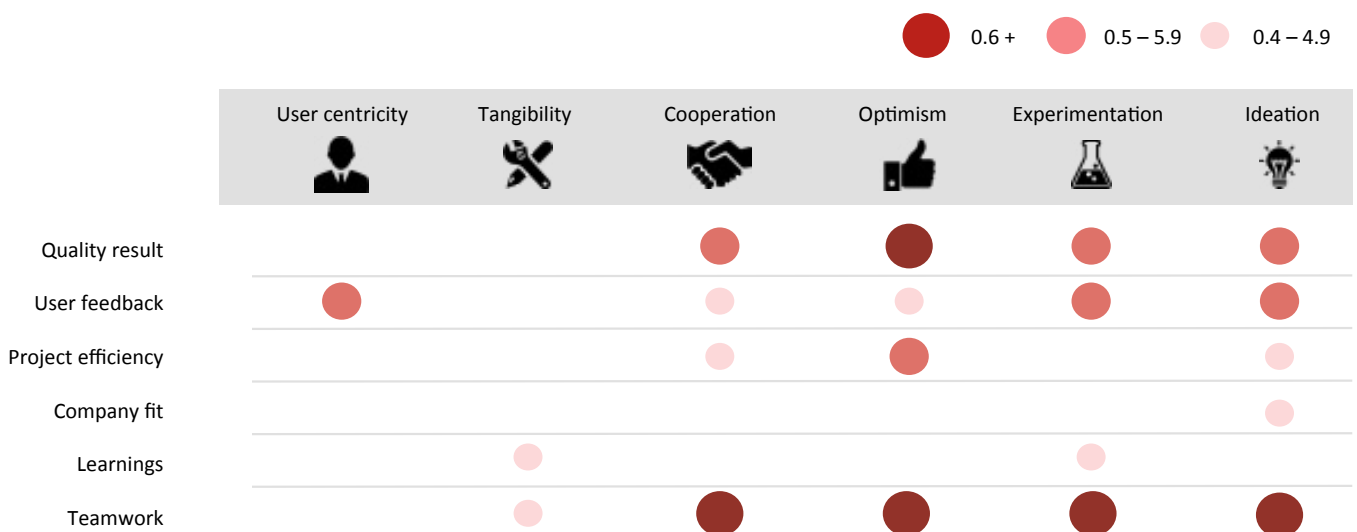 0.6 + 0.5 – 5.9 0.4 – 4.9
User centricity Tangibility Cooperation Optimism Experimentation Ideation
Quality result
User feedback
Project efficiency
Company fit
Learnings
Teamwork